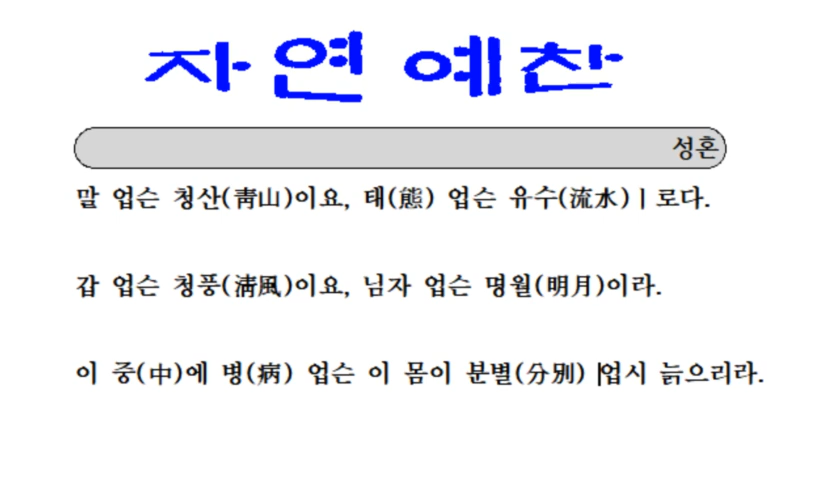 자연 예찬
성혼
말 업슨 청산(靑山)이요, 태(態) 업슨 유수(流水)ㅣ로다.
갑 업슨 청풍(淸風)이요, 님자 업슨 명월(明月)이라.
이 중(中)에 병(病) 업슨 이 몸이 분별(分別) 업시 늙으리라.